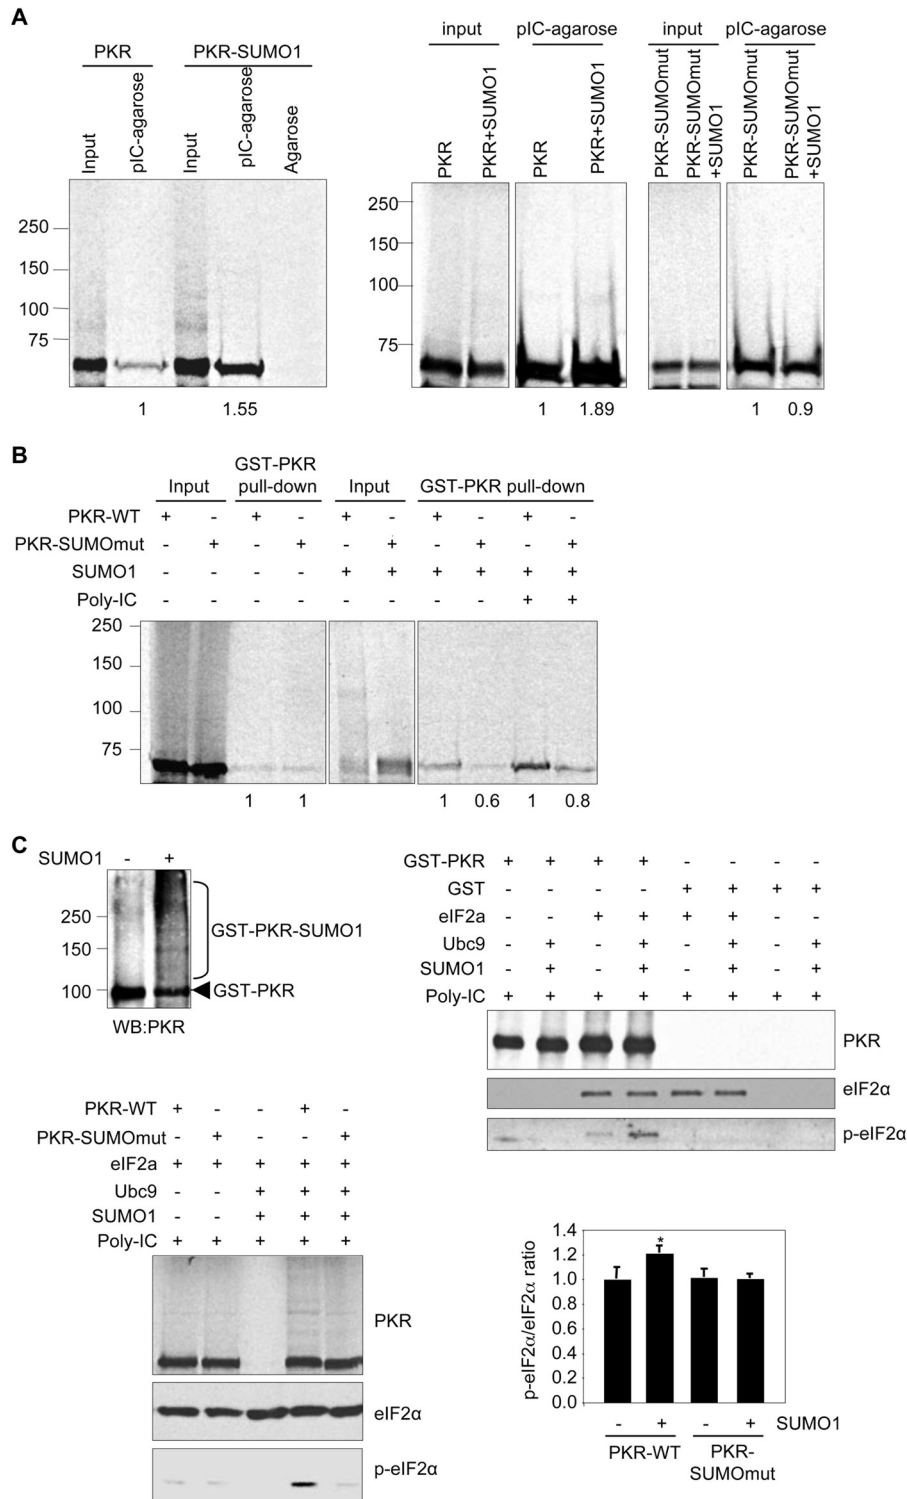 A
PKR PKR-SUMO1
Input pIC-agarose Input pIC-agarose Agarose
250
150
100
75
1 1.55
input pIC-agarose input pIC-agarose
PKR PKR+SUMO1 PKR PKR+SUMO1 PKR-SUMOmut PKR-SUMOmut +SUMO1 PKR-SUMOmut PKR-SUMOmut +SUMO1
250
150
100
75
1 1.89 1 0.9
B
GST-PKR
Input pull-down Input GST-PKR pull-down
PKR-WT + - + - + - + - + -
PKR-SUMOmut - + - + - + - + - +
SUMO1 - - - - + + + + + +
Poly-IC - - - - - - - - + +
250
150
100
75
1 1 1 0.6 1 0.8
C
SUMO1 - +
250
150
100
GST-PKR-SUMO1
GST-PKR
WB:PKR
GST-PKR + + + + - - - -
GST - - - - + + + +
eIF2a - - + + + + - -
Ubc9 - + - + - + - +
SUMO1 - + - + - + - +
Poly-IC + + + + + + + +
PKR
eIF2α
p-eIF2α
PKR-WT + - - + -
PKR-SUMOmut - + - - +
eIF2a + + + + +
Ubc9 - - + + +
SUMO1 - - + + +
Poly-IC + + + + +
PKR
eIF2α
p-eIF2α
p-eIF2α/eIF2α ratio
1.4
1.2
1.0
0.8
0.6
0.4
0.2
0.0
*
- + - + SUMO1
PKR-WT PKR-
SUMOmut